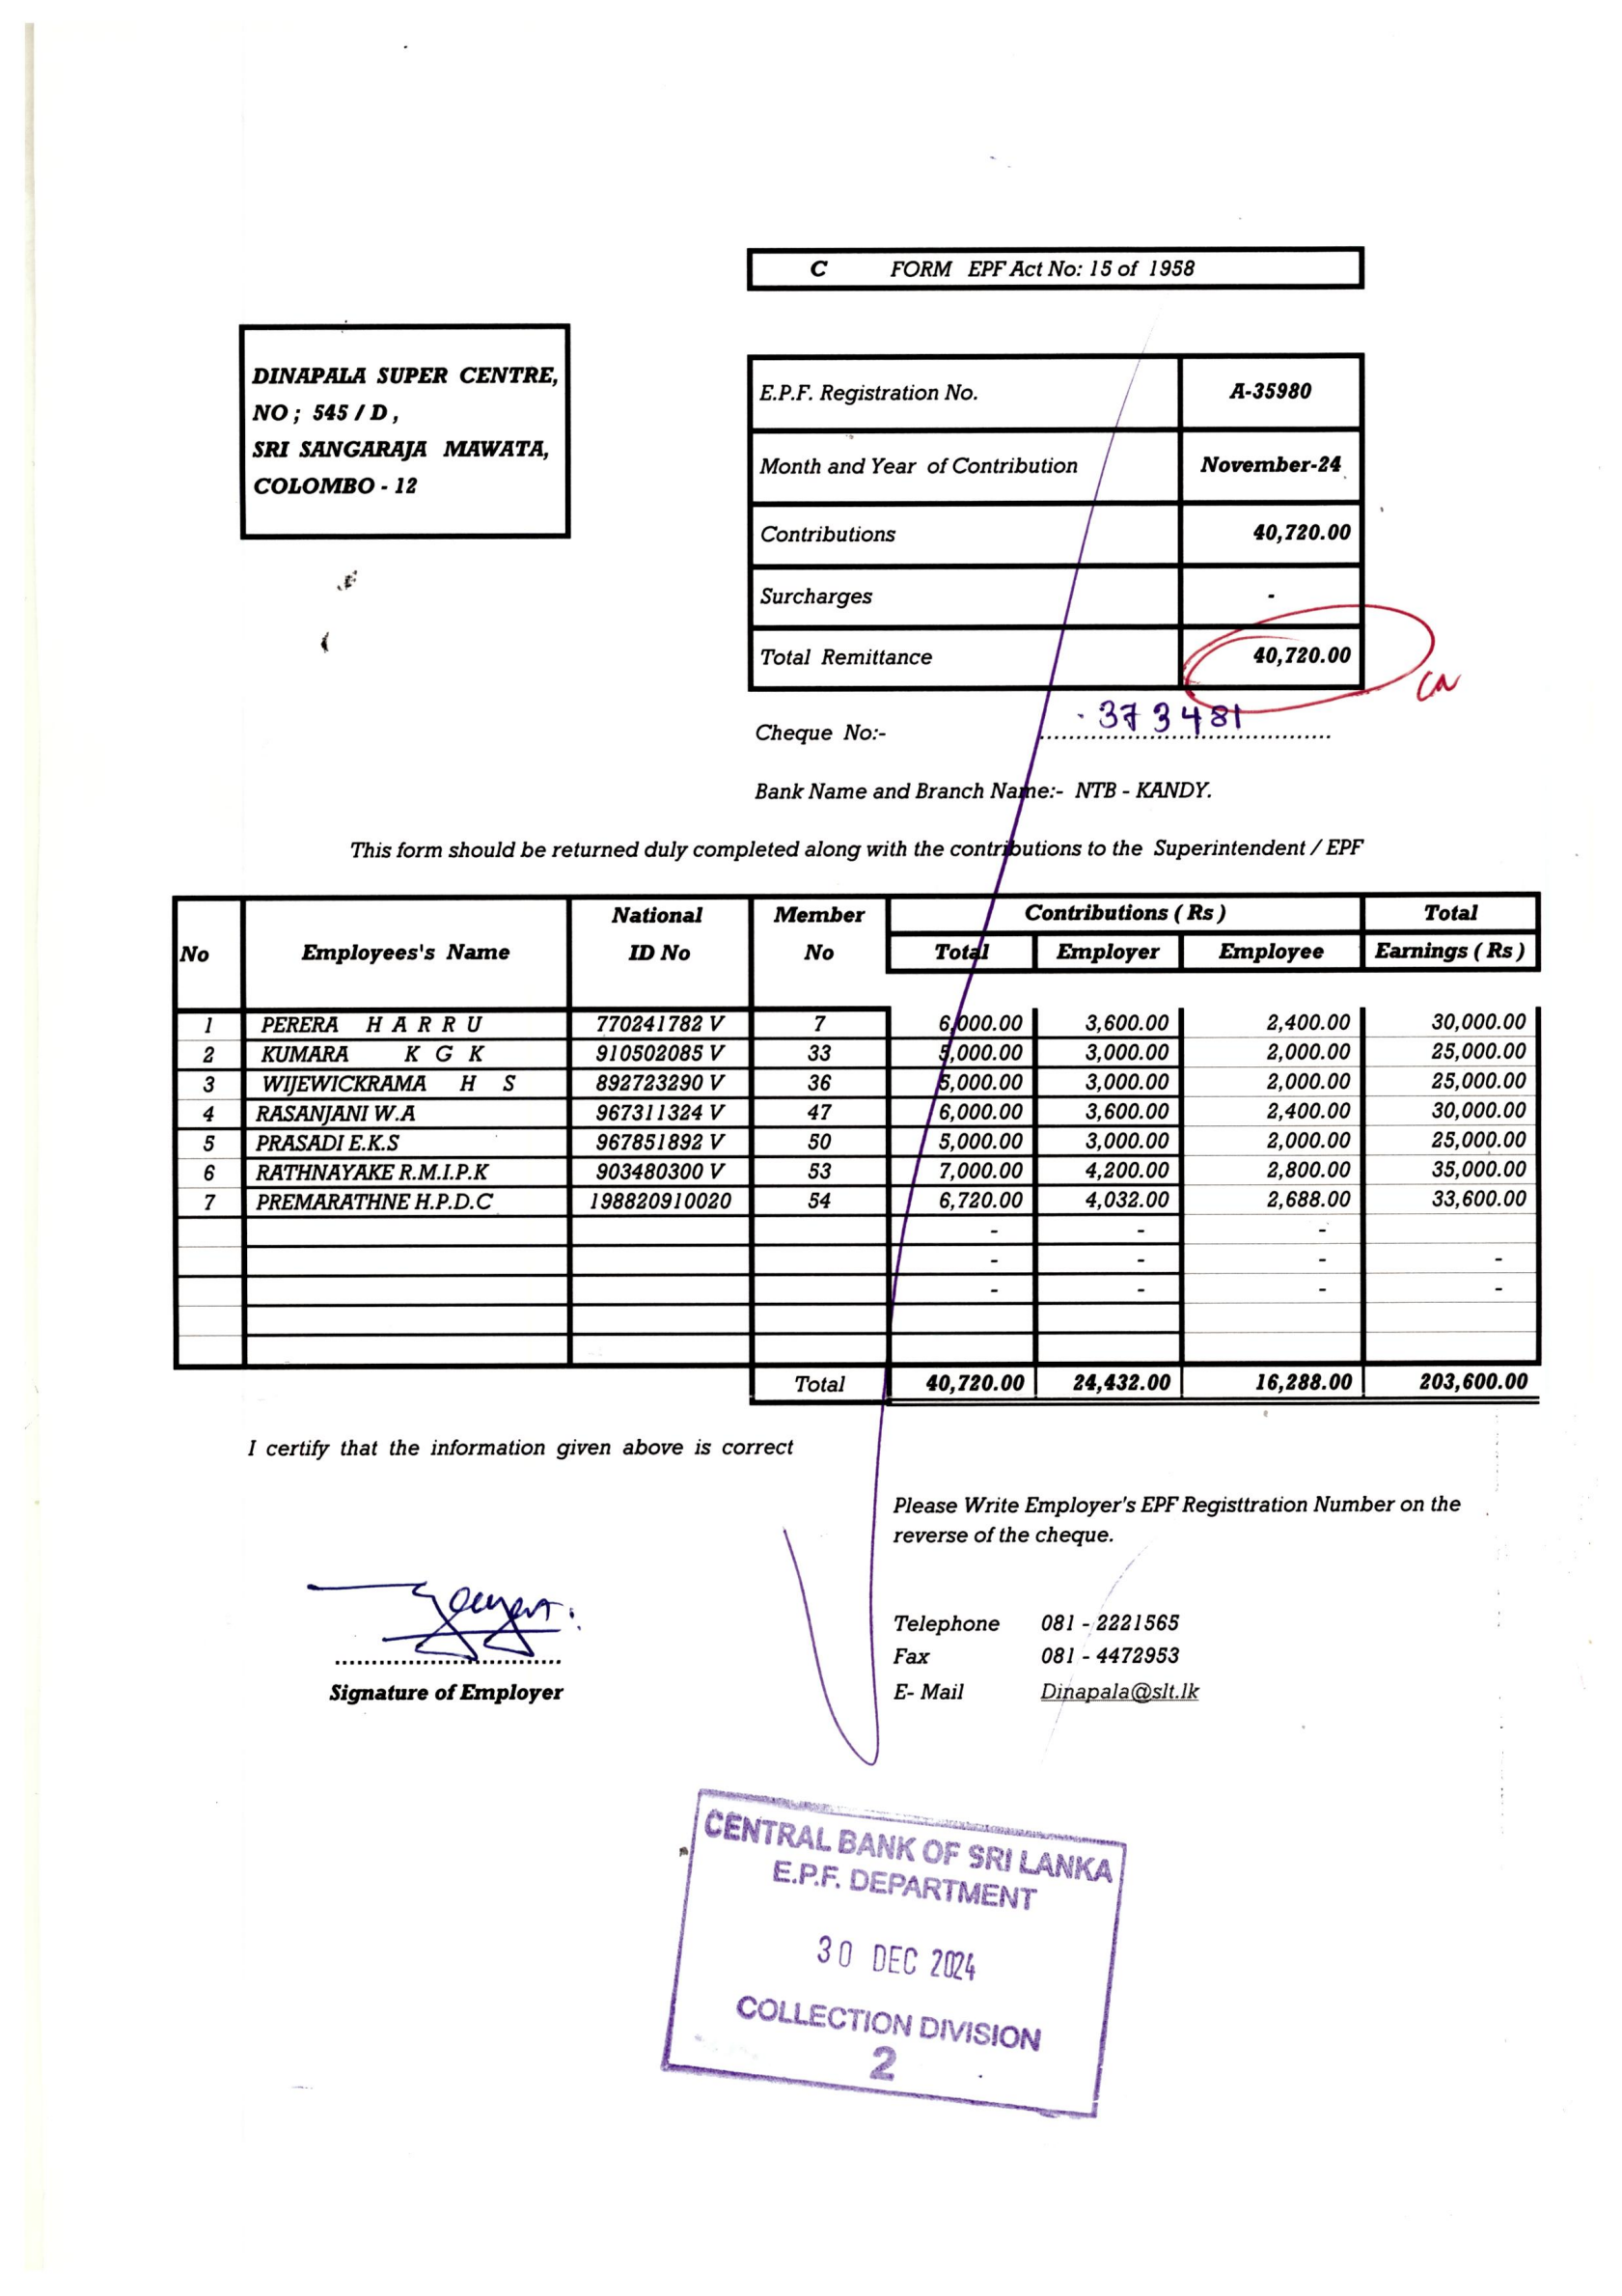 C FORM EPF Act No: 15 of 1958
DINAPALA SUPER CENTRE,
NO ; 545 / D ,
SRI SANGARAJA MAWATA,
COLOMBO - 12
E.P.F. Registration No. A-35980
Month and Year of Contribution November-24
Contributions 40,720.00
Surcharges -
Total Remittance 40,720.00
Cheque No:- 373481
Bank Name and Branch Name:- NTB - KANDY.
This form should be returned duly completed along with the contributions to the Superintendent / EPF
No Employees's Name National ID No Member No Contributions ( Rs ) Total Earnings ( Rs )
Total Employer Employee
1 PERERA H A R R U 770241782 V 7 6,000.00 3,600.00 2,400.00 30,000.00
2 KUMARA K G K 910502085 V 33 5,000.00 3,000.00 2,000.00 25,000.00
3 WIJEWICKRAMA H S 892723290 V 36 5,000.00 3,000.00 2,000.00 25,000.00
4 RASANJANI W.A 967311324 V 47 6,000.00 3,600.00 2,400.00 30,000.00
5 PRASADI E.K.S 967851892 V 50 5,000.00 3,000.00 2,000.00 25,000.00
6 RATHNAYAKE R.M.I.P.K 903480300 V 53 7,000.00 4,200.00 2,800.00 35,000.00
7 PREMARATHNE H.P.D.C 198820910020 54 6,720.00 4,032.00 2,688.00 33,600.00
- - -
- - - -
- - - -
Total 40,720.00 24,432.00 16,288.00 203,600.00
I certify that the information given above is correct
Please Write Employer's EPF Registtration Number on the
reverse of the cheque.
Telephone 081 - 2221565
Fax 081 - 4472953
E- Mail Dinapala@slt.lk
Signature of Employer
CENTRAL BANK OF SRI LANKA
E.P.F. DEPARTMENT
30 DEC 2024
COLLECTION DIVISION
2